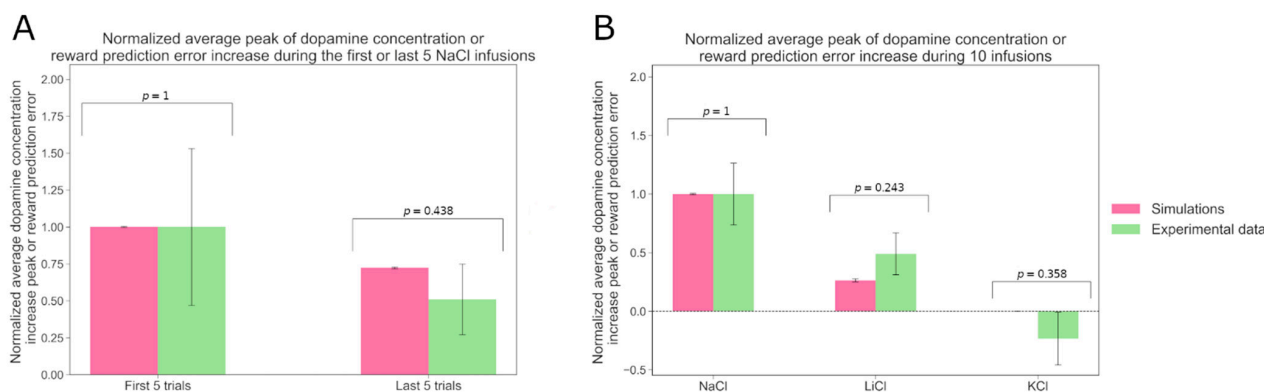 A
Normalized average peak of dopamine concentration or
reward prediction error increase during the first or last 5 NaCl infusions
Normalized average dopamine concentration
increase peak or reward prediction error
2.00
1.75
1.50
1.25
1.00
0.75
0.50
0.25
0.00
p = 1
p = 0.438
First 5 trials
Last 5 trials
B
Normalized average peak of dopamine concentration or
reward prediction error increase during 10 infusions
Normalized average dopamine concentration
increase peak or reward prediction error
2.0
1.5
1.0
0.5
0.0
−0.5
p = 1
p = 0.243
p = 0.358
NaCl
LiCl
KCl
Simulations
Experimental data